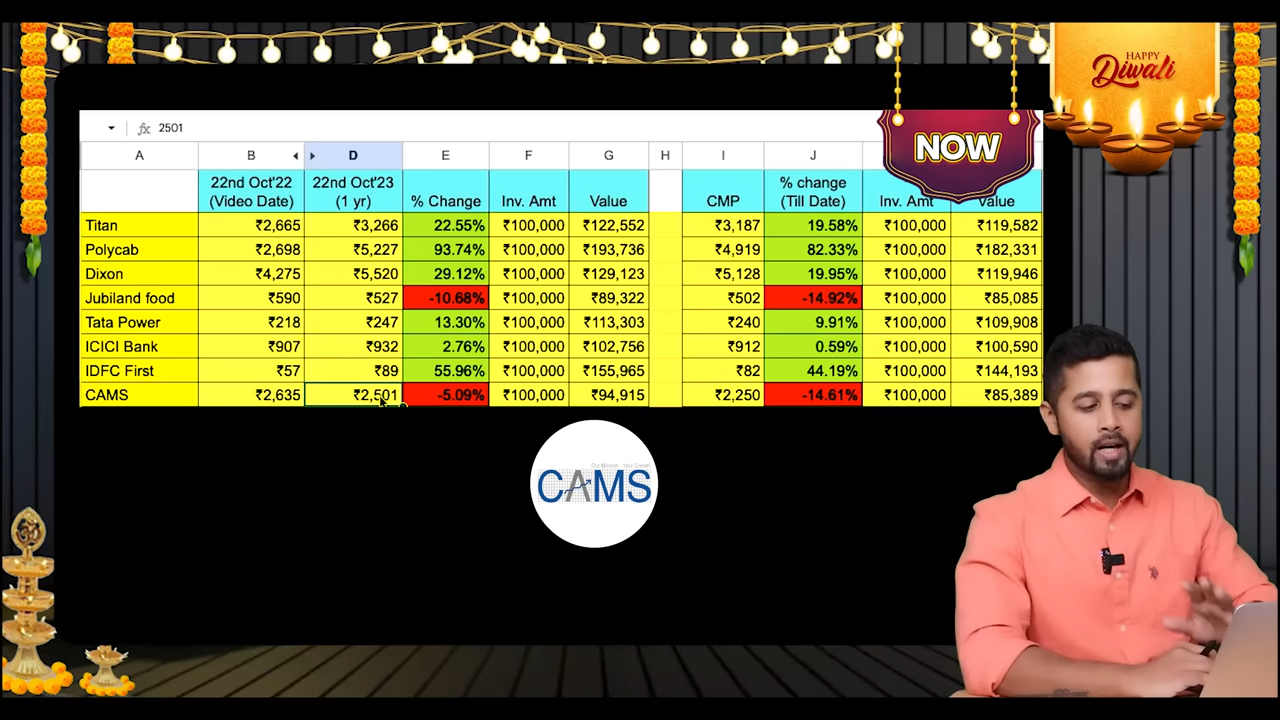 HAPPY
Diwali
NOW
fx 2501
A B D E F G H I J
22nd Oct'22 (Video Date) 22nd Oct'23 (1 yr) % Change Inv. Amt Value CMP % change (Till Date) Inv. Amt Value
Titan ₹2,665 ₹3,266 22.55% ₹100,000 ₹122,552 ₹3,187 19.58% ₹100,000 ₹119,582
Polycab ₹2,698 ₹5,227 93.74% ₹100,000 ₹193,736 ₹4,919 82.33% ₹100,000 ₹182,331
Dixon ₹4,275 ₹5,520 29.12% ₹100,000 ₹129,123 ₹5,128 19.95% ₹100,000 ₹119,946
Jubiland food ₹590 ₹527 -10.68% ₹100,000 ₹89,322 ₹502 -14.92% ₹100,000 ₹85,085
Tata Power ₹218 ₹247 13.30% ₹100,000 ₹113,303 ₹240 9.91% ₹100,000 ₹109,908
ICICI Bank ₹907 ₹932 2.76% ₹100,000 ₹102,756 ₹912 0.59% ₹100,000 ₹100,590
IDFC First ₹57 ₹89 55.96% ₹100,000 ₹155,965 ₹82 44.19% ₹100,000 ₹144,193
CAMS ₹2,635 ₹2,501 -5.09% ₹100,000 ₹94,915 ₹2,250 -14.61% ₹100,000 ₹85,389
CAMS